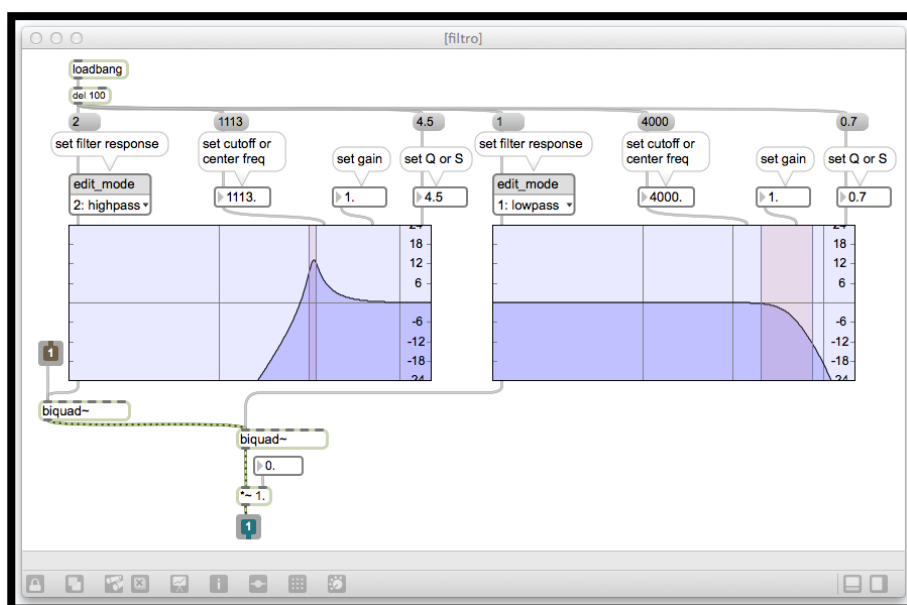 [filtro]
loadbang
del 100
2
1113
4.5
1
4000
0.7
set filter response
set cutoff or
center freq
set gain
set Q or S
set filter response
set cutoff or
center freq
set gain
set Q or S
edit_mode
2: highpass
1113.
1.
4.5
edit_mode
1: lowpass
4000.
1.
0.7
24
18
12
6
-6
-12
-18
24
24
18
12
6
-6
-12
-18
24
1
biquad~
biquad~
0.
*~ 1.
1